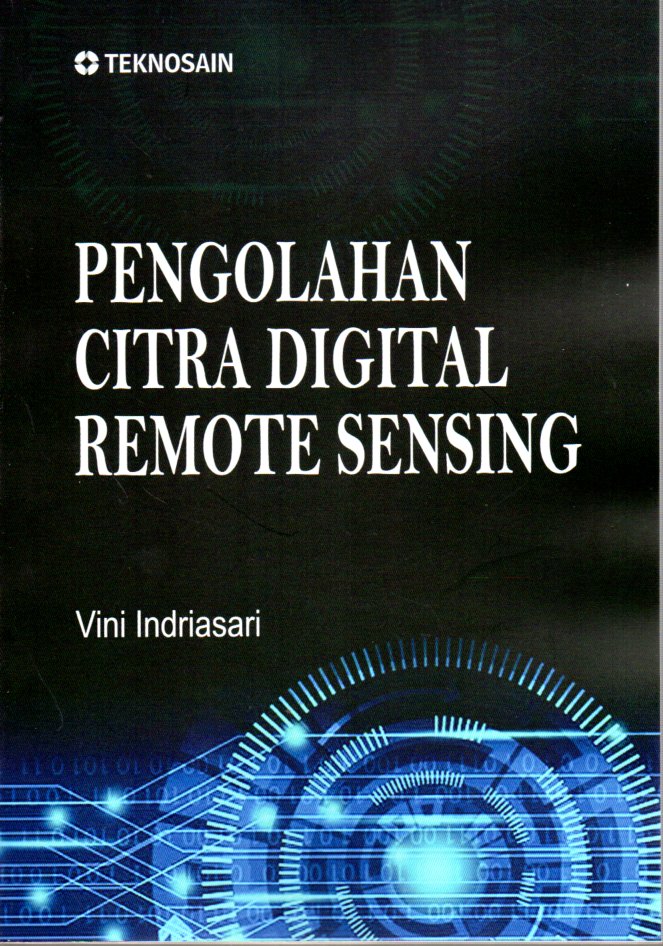 TEKNOSAIN
PENGOLAHAN
CITRA DIGITAL
REMOTE SENSING
Vini Indriasari